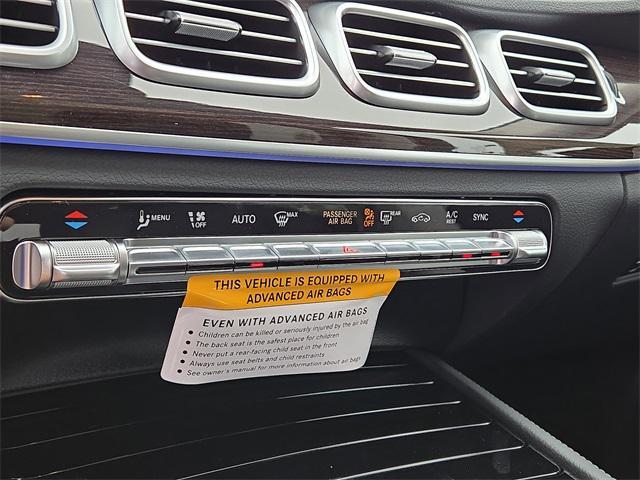 MENU
OFF
AUTO
MAX
PASSENGER
AIR BAG
OFF
REAR
A/C
REST
SYNC
THIS VEHICLE IS EQUIPPED WITH
ADVANCED AIR BAGS
EVEN WITH ADVANCED AIR BAGS
• Children can be killed or seriously injured by the air bag
• The back seat is the safest place for children
• Never put a rear-facing child seat in the front
• Always use seat belts and child restraints
• See owner's manual for more information about air bags